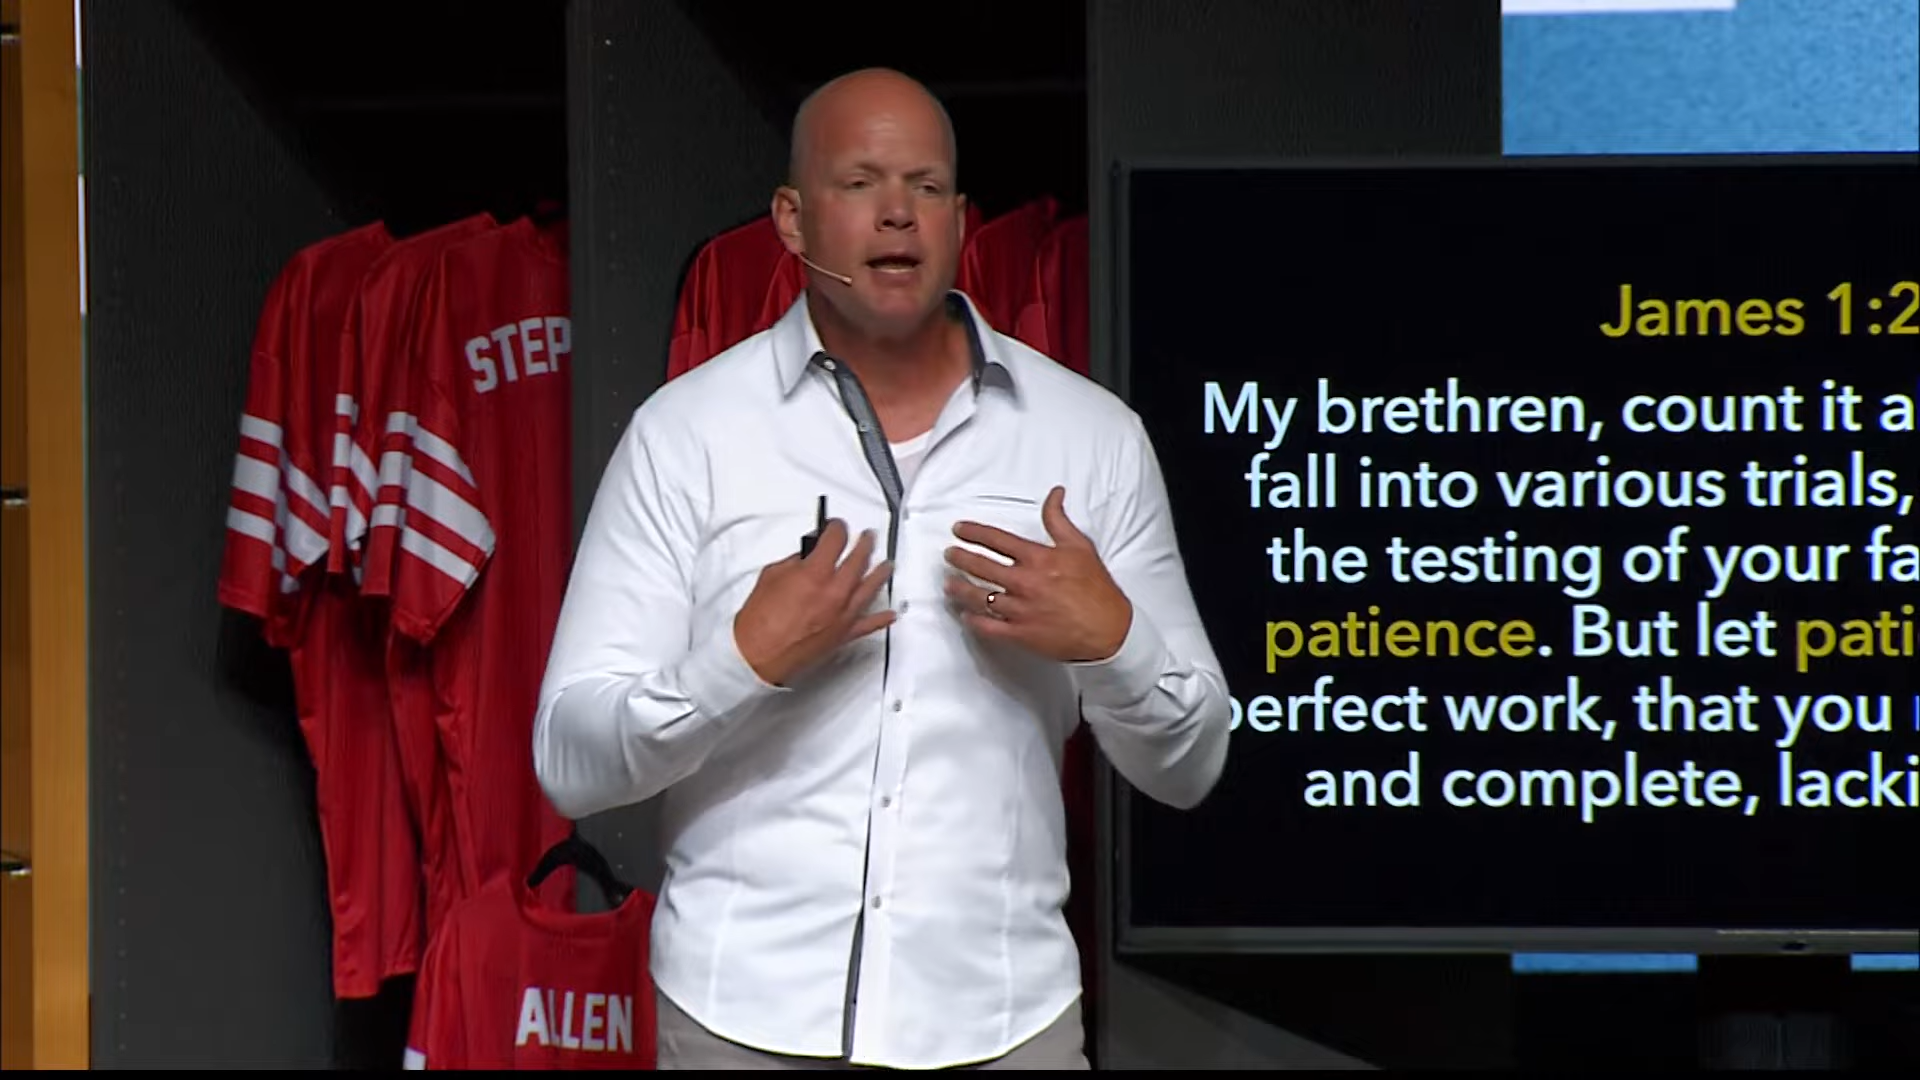 STEP
ALLEN
James 1:2
My brethren, count it a
fall into various trials,
the testing of your fa
patience. But let pati
perfect work, that you
and complete, lacki